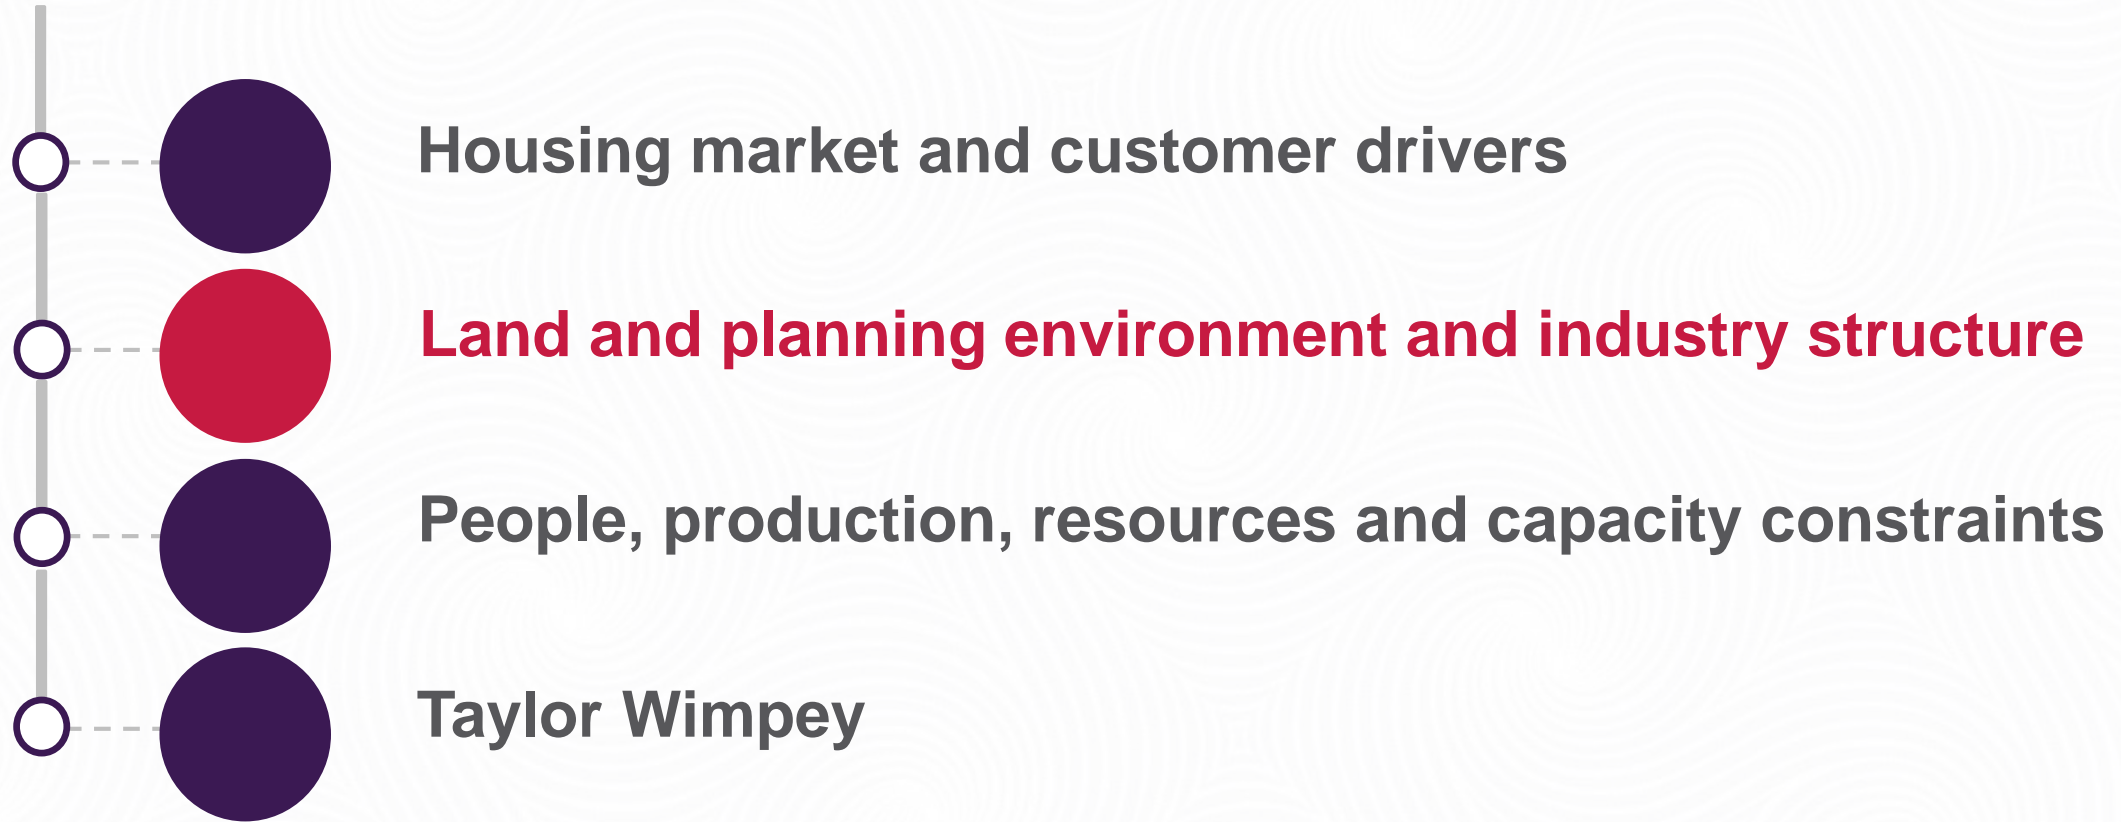 Housing market and customer drivers
Land and planning environment and industry structure
People, production, resources and capacity constraints
Taylor Wimpey